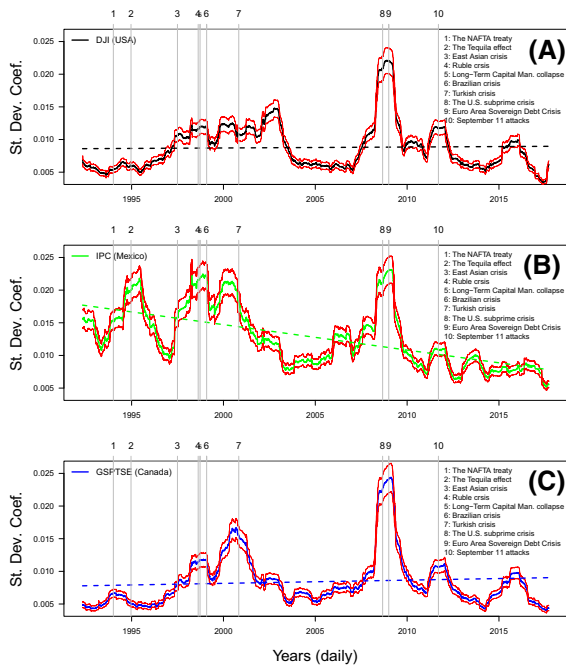 1 2 3 4 5 6 7 8 9 10
DJI (USA)
(A)
1: The NAFTA treaty
2: The Tequila effect
3: East Asian crisis
4: Ruble crsis
5: Long-Term Capital Man. collapse
6: Brazilian crisis
7: Turkish crisis
8: The U.S. subprime crisis
9: Euro Area Sovereign Debt Crisis
10: September 11 attacks
St. Dev. Coef.
0.025
0.020
0.015
0.010
0.005
1995 2000 2005 2010 2015
1 2 3 4 5 6 7 8 9 10
IPC (Mexico)
(B)
1: The NAFTA treaty
2: The Tequila effect
3: East Asian crisis
4: Ruble crsis
5: Long-Term Capital Man. collapse
6: Brazilian crisis
7: Turkish crisis
8: The U.S. subprime crisis
9: Euro Area Sovereign Debt Crisis
10: September 11 attacks
St. Dev. Coef.
0.025
0.020
0.015
0.010
0.005
1995 2000 2005 2010 2015
1 2 3 4 5 6 7 8 9 10
GSPTSE (Canada)
(C)
1: The NAFTA treaty
2: The Tequila effect
3: East Asian crisis
4: Ruble crsis
5: Long-Term Capital Man. collapse
6: Brazilian crisis
7: Turkish crisis
8: The U.S. subprime crisis
9: Euro Area Sovereign Debt Crisis
10: September 11 attacks
St. Dev. Coef.
0.025
0.020
0.015
0.010
0.005
1995 2000 2005 2010 2015
Years (daily)